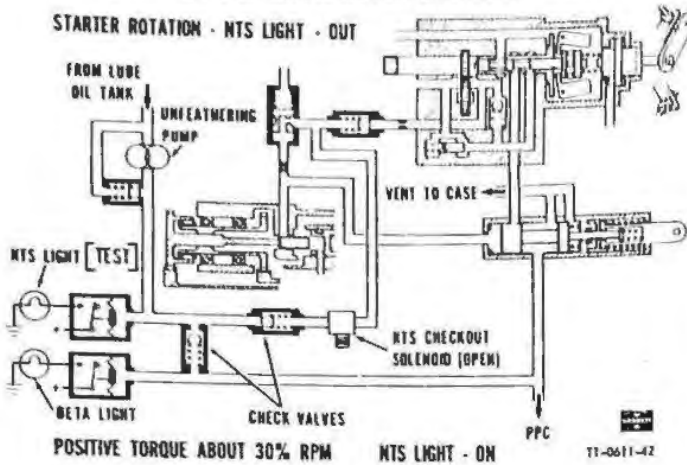 STARTER ROTATION - NTS LIGHT - OUT
FROM LUBE
OIL TANK
UNFEATHERING
PUMP
VENT TO CASE
NTS LIGHT [TEST]
NTS CHECKOUT
SOLENOID (OPEN)
BETA LIGHT
CHECK VALVES
PPC
POSITIVE TORQUE ABOUT 30% RPM NTS LIGHT - ON
TT-0611-42